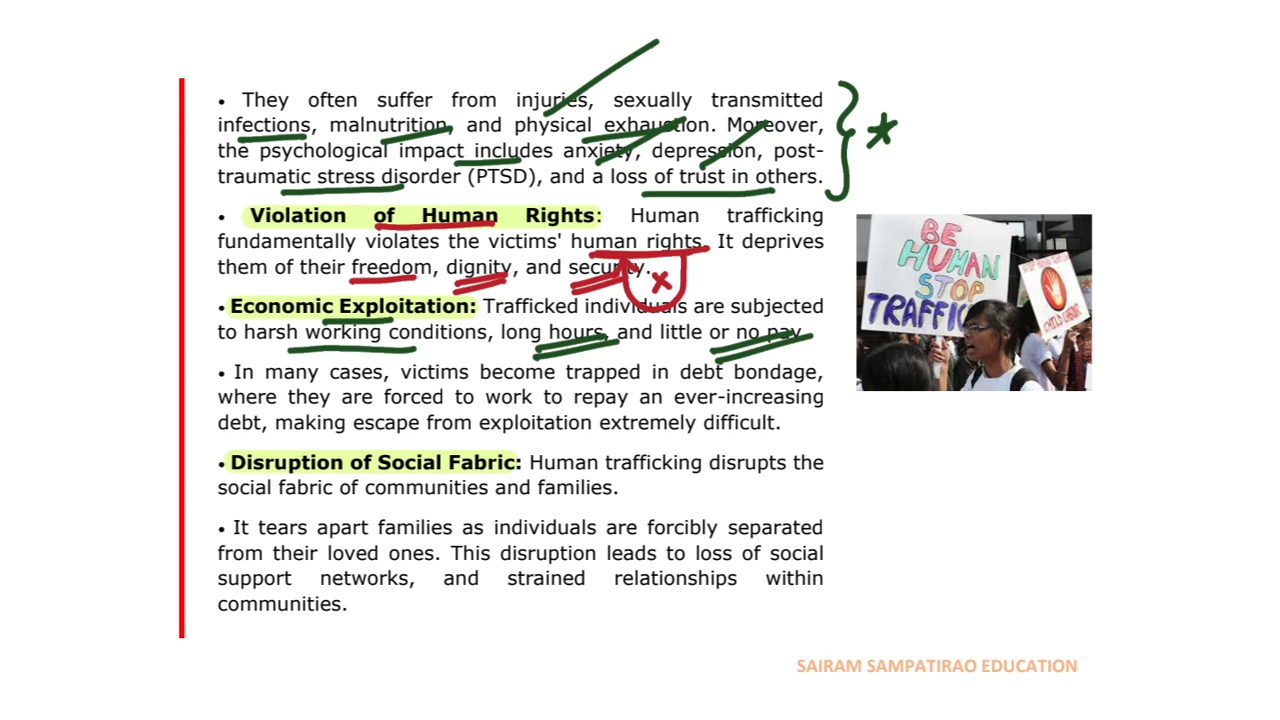 • They often suffer from injuries, sexually transmitted
infections, malnutrition, and physical exhaustion. Moreover,
the psychological impact includes anxiety, depression, post-
traumatic stress disorder (PTSD), and a loss of trust in others.
• Violation of Human Rights: Human trafficking
fundamentally violates the victims' human rights. It deprives
them of their freedom, dignity, and security.
• Economic Exploitation: Trafficked individuals are subjected
to harsh working conditions, long hours, and little or no pay.
• In many cases, victims become trapped in debt bondage,
where they are forced to work to repay an ever-increasing
debt, making escape from exploitation extremely difficult.
• Disruption of Social Fabric: Human trafficking disrupts the
social fabric of communities and families.
• It tears apart families as individuals are forcibly separated
from their loved ones. This disruption leads to loss of social
support networks, and strained relationships within
communities.
BE
HUMAN
STOP
TRAFFIC
CHILD LABOUR
SAIRAM SAMPATIRAO EDUCATION